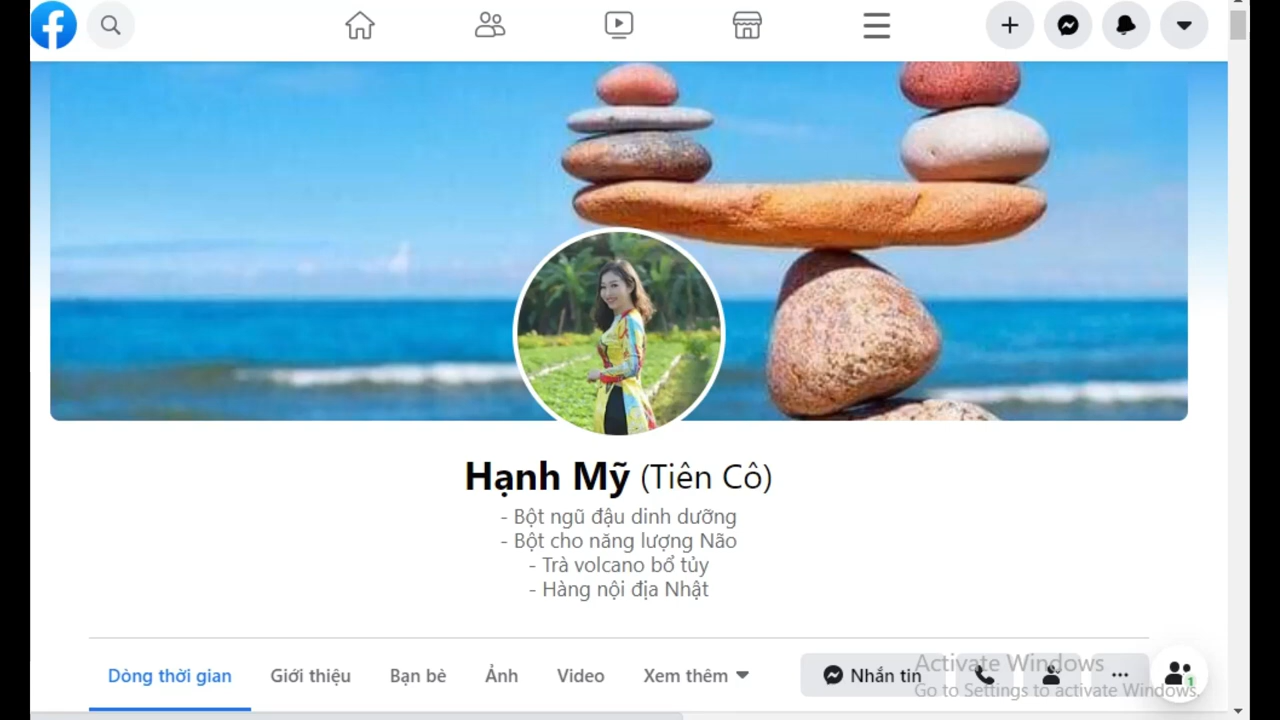 Hạnh Mỹ (Tiên Cô)
- Bột ngũ đậu dinh dưỡng
- Bột cho năng lượng Não
- Trà volcano bổ tủy
- Hàng nội địa Nhật
Dòng thời gian Giới thiệu Bạn bè Ảnh Video Xem thêm Nhắn tin ... 1
Activate Windows
Go to Settings to activate Windows.